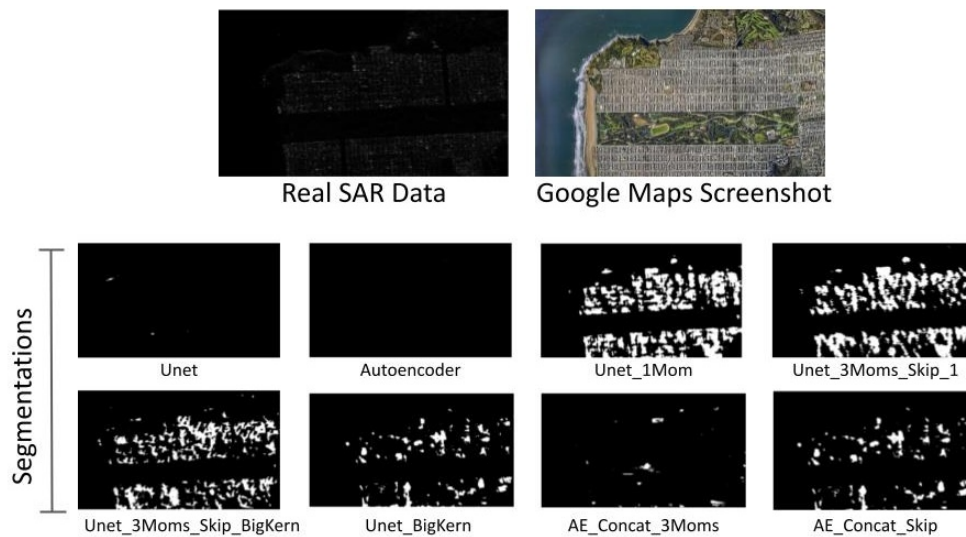 Real SAR Data
Google Maps Screenshot
Segmentations
Unet
Autoencoder
Unet_1Mom
Unet_3Moms_Skip_1
Unet_3Moms_Skip_BigKern
Unet_BigKern
AE_Concat_3Moms
AE_Concat_Skip